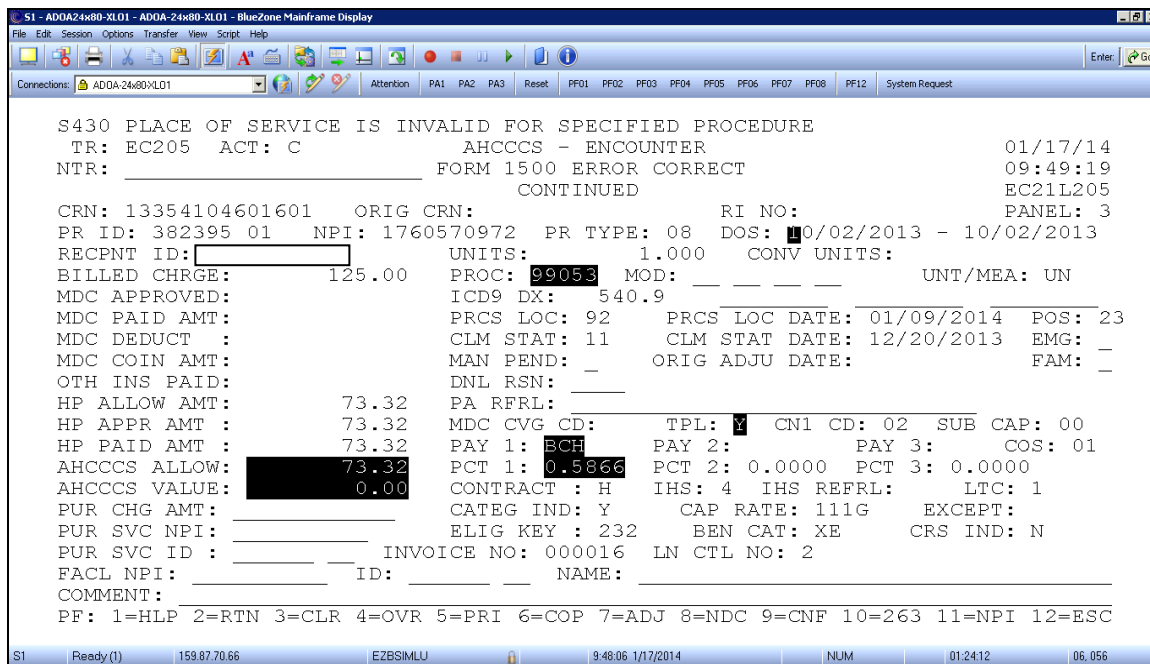 S1 - ADOA24x80-XLO1 - ADOA-24x80-XLO1 - BlueZone Mainframe Display
File Edit Session Options Transfer View Script Help
Enter: Go
Connections: ADOA-24x80-XLO1 Attention PA1 PA2 PA3 Reset PF01 PF02 PF03 PF04 PF05 PF06 PF07 PF08 PF12 System Request
S430 PLACE OF SERVICE IS INVALID FOR SPECIFIED PROCEDURE
TR: EC205 ACT: C AHCCCS - ENCOUNTER 01/17/14
NTR: FORM 1500 ERROR CORRECT 09:49:19
CONTINUED EC21L205
CRN: 13354104601601 ORIG CRN: RI NO: PANEL: 3
PR ID: 382395 01 NPI: 1760570972 PR TYPE: 08 DOS: 10/02/2013 - 10/02/2013
RECPNT ID: UNITS: 1.000 CONV UNITS:
BILLED CHRGE: 125.00 PROC: 99053 MOD: __ __ __ __ UNT/MEA: UN
MDC APPROVED: ICD9 DX: 540.9
MDC PAID AMT: PRCS LOC: 92 PRCS LOC DATE: 01/09/2014 POS: 23
MDC DEDUCT : CLM STAT: 11 CLM STAT DATE: 12/20/2013 EMG: _
MDC COIN AMT: MAN PEND: _ ORIG ADJU DATE: FAM: _
OTH INS PAID: DNL RSN:
HP ALLOW AMT: 73.32 PA RFRL:
HP APPR AMT : 73.32 MDC CVG CD: TPL: Y CN1 CD: 02 SUB CAP: 00
HP PAID AMT : 73.32 PAY 1: BCH PAY 2: PAY 3: COS: 01
AHCCCS ALLOW: 73.32 PCT 1: 0.5866 PCT 2: 0.0000 PCT 3: 0.0000
AHCCCS VALUE: 0.00 CONTRACT : H IHS: 4 IHS REFRL: LTC: 1
PUR CHG AMT: CATEG IND: Y CAP RATE: 111G EXCEPT:
PUR SVC NPI: ELIG KEY : 232 BEN CAT: XE CRS IND: N
PUR SVC ID : INVOICE NO: 000016 LN CTL NO: 2
FACL NPI: ID: NAME:
COMMENT:
PF: 1=HLP 2=RTN 3=CLR 4=OVR 5=PRI 6=COP 7=ADJ 8=NDC 9=CNF 10=263 11=NPI 12=ESC
S1 Ready (1) 159.87.70.66 EZBSIMLU 9:48:06 1/17/2014 NUM 01:24:12 06, 056